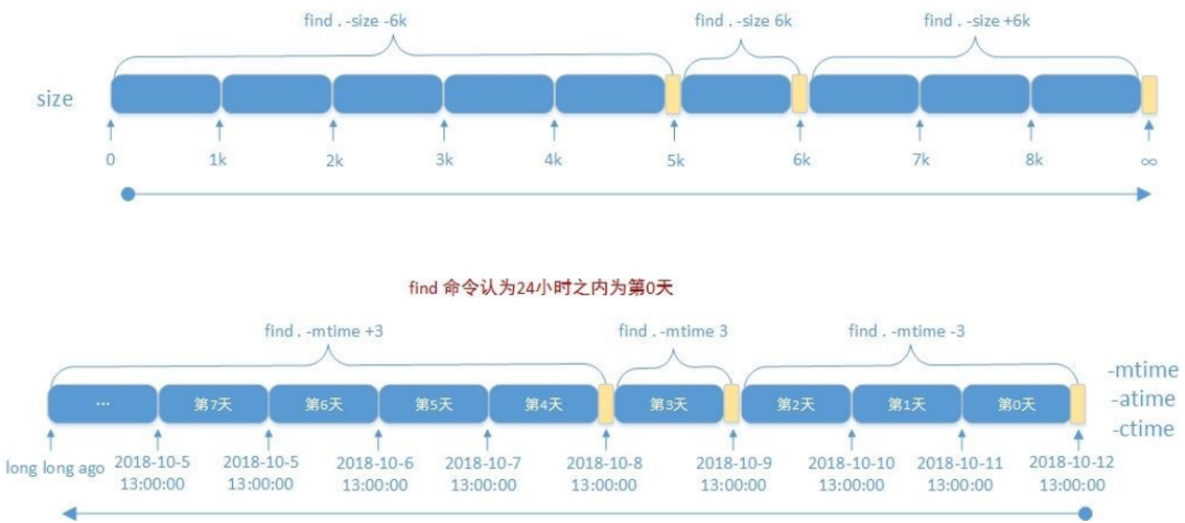 find . -size -6k
find . -size 6k
find . -size +6k
size
0
1k
2k
3k
4k
5k
6k
7k
8k
∞
find 命令认为24小时之内为第0天
find . -mtime +3
find . -mtime 3
find . -mtime -3
...
第7天
第6天
第5天
第4天
第3天
第2天
第1天
第0天
-mtime
-atime
-ctime
long long ago
2018-10-5
13:00:00
2018-10-5
13:00:00
2018-10-6
13:00:00
2018-10-7
13:00:00
2018-10-8
13:00:00
2018-10-9
13:00:00
2018-10-10
13:00:00
2018-10-11
13:00:00
2018-10-12
13:00:00